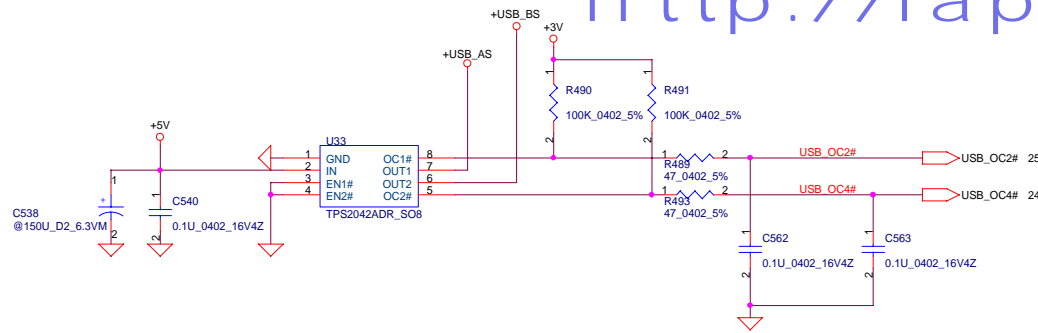 http://rap
+USB_BS
+3V
+USB_AS
1 1
R490 R491
100K_0402_5% 100K_0402_5%
2 2
+5V
U33
1 GND OC1# 8
2 IN OUT1 7
3 EN1# OUT2 6
4 EN2# OC2# 5
TPS2042ADR_SO8
1 R489 2
47_0402_5%
USB_OC2# USB_OC2# 25
1 R493 2
47_0402_5%
USB_OC4# USB_OC4# 24
1 +
C538
@150U_D2_6.3VM
2
1
C540
0.1U_0402_16V4Z
2
1
C562
0.1U_0402_16V4Z
2
1
C563
0.1U_0402_16V4Z
2